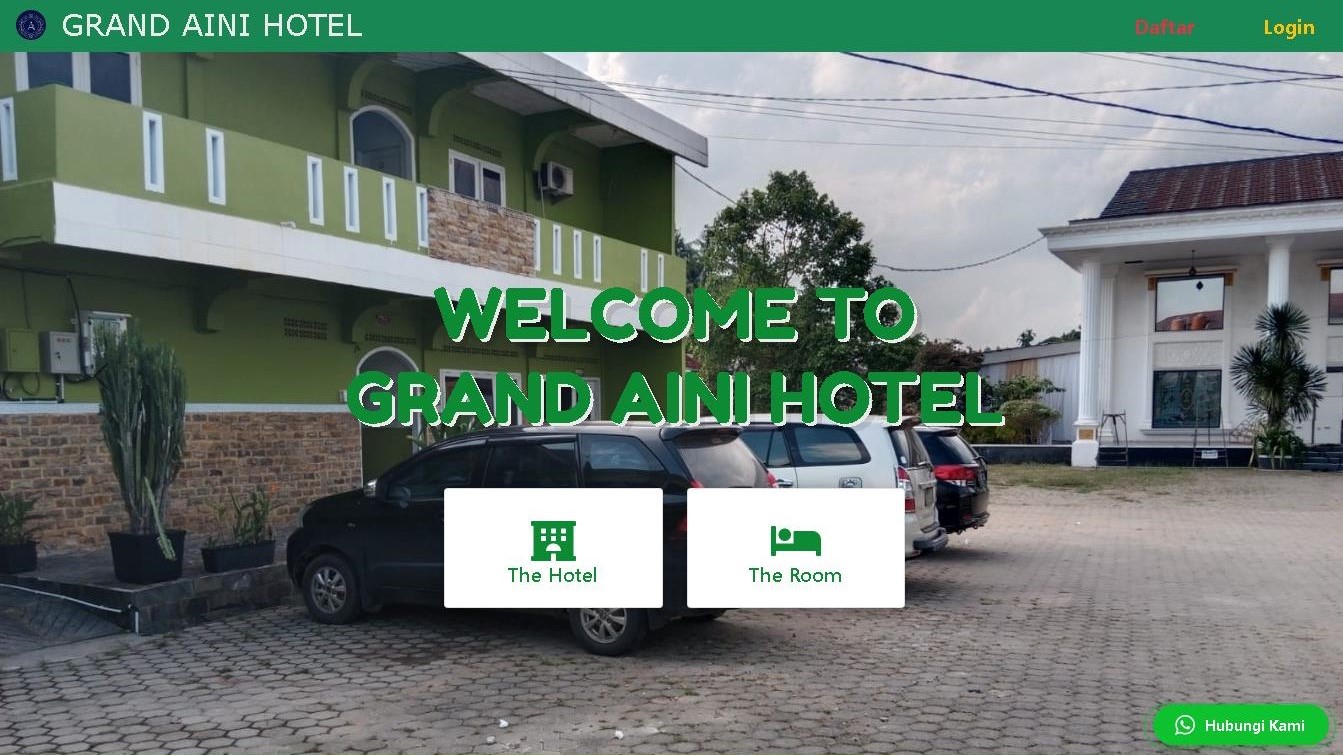 GRAND AINI HOTEL
Daftar
Login
WELCOME TO
GRAND AINI HOTEL
The Hotel
The Room
Hubungi Kami